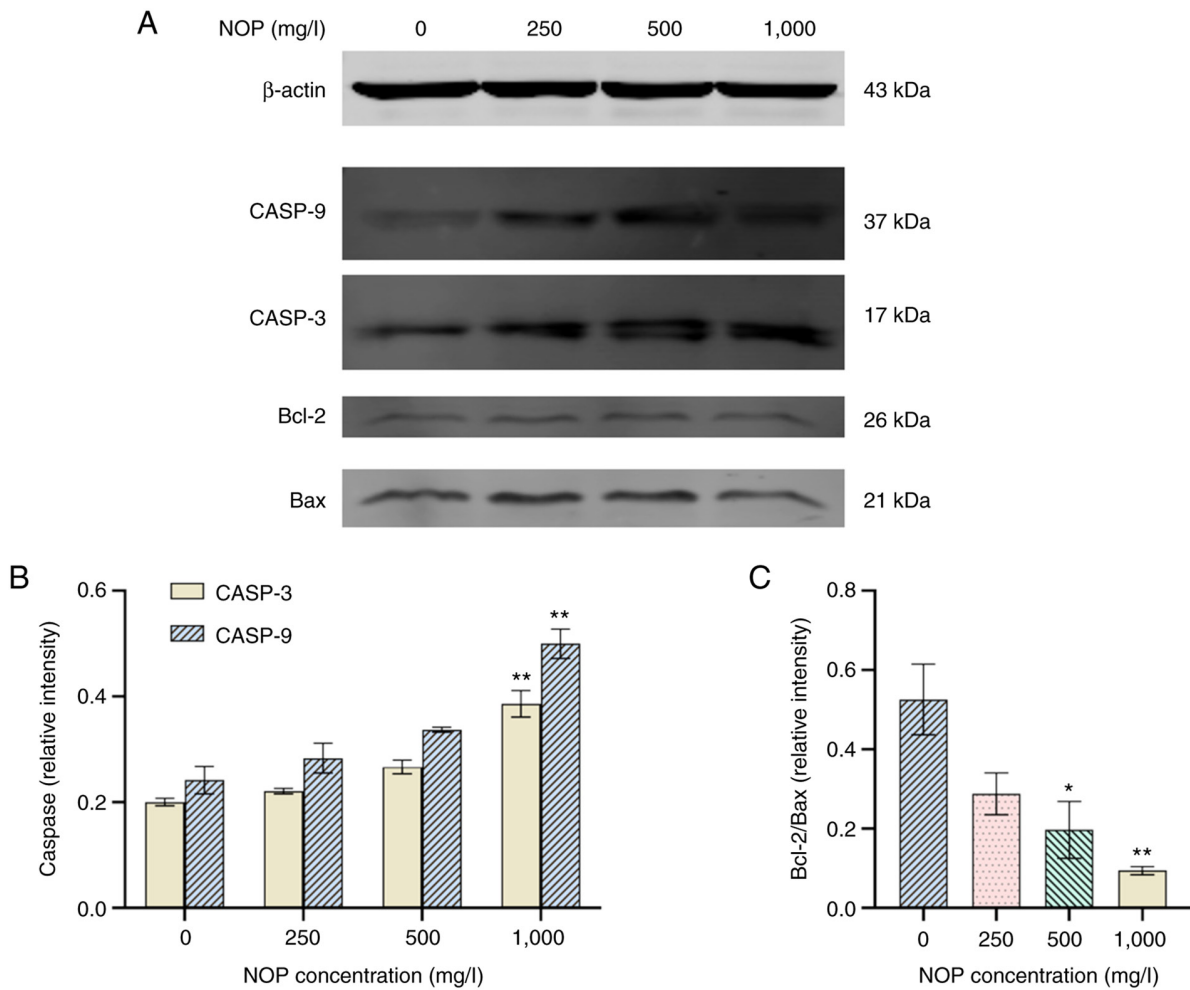 A
NOP (mg/l) 0 250 500 1,000
β-actin 43 kDa
CASP-9 37 kDa
CASP-3 17 kDa
Bcl-2 26 kDa
Bax 21 kDa
B
Caspase (relative intensity)
0.6
0.4
0.2
0.0
CASP-3
CASP-9
**
**
0 250 500 1,000
NOP concentration (mg/l)
C
Bcl-2/Bax (relative intensity)
0.8
0.6
0.4
0.2
0.0
*
**
0 250 500 1,000
NOP concentration (mg/l)